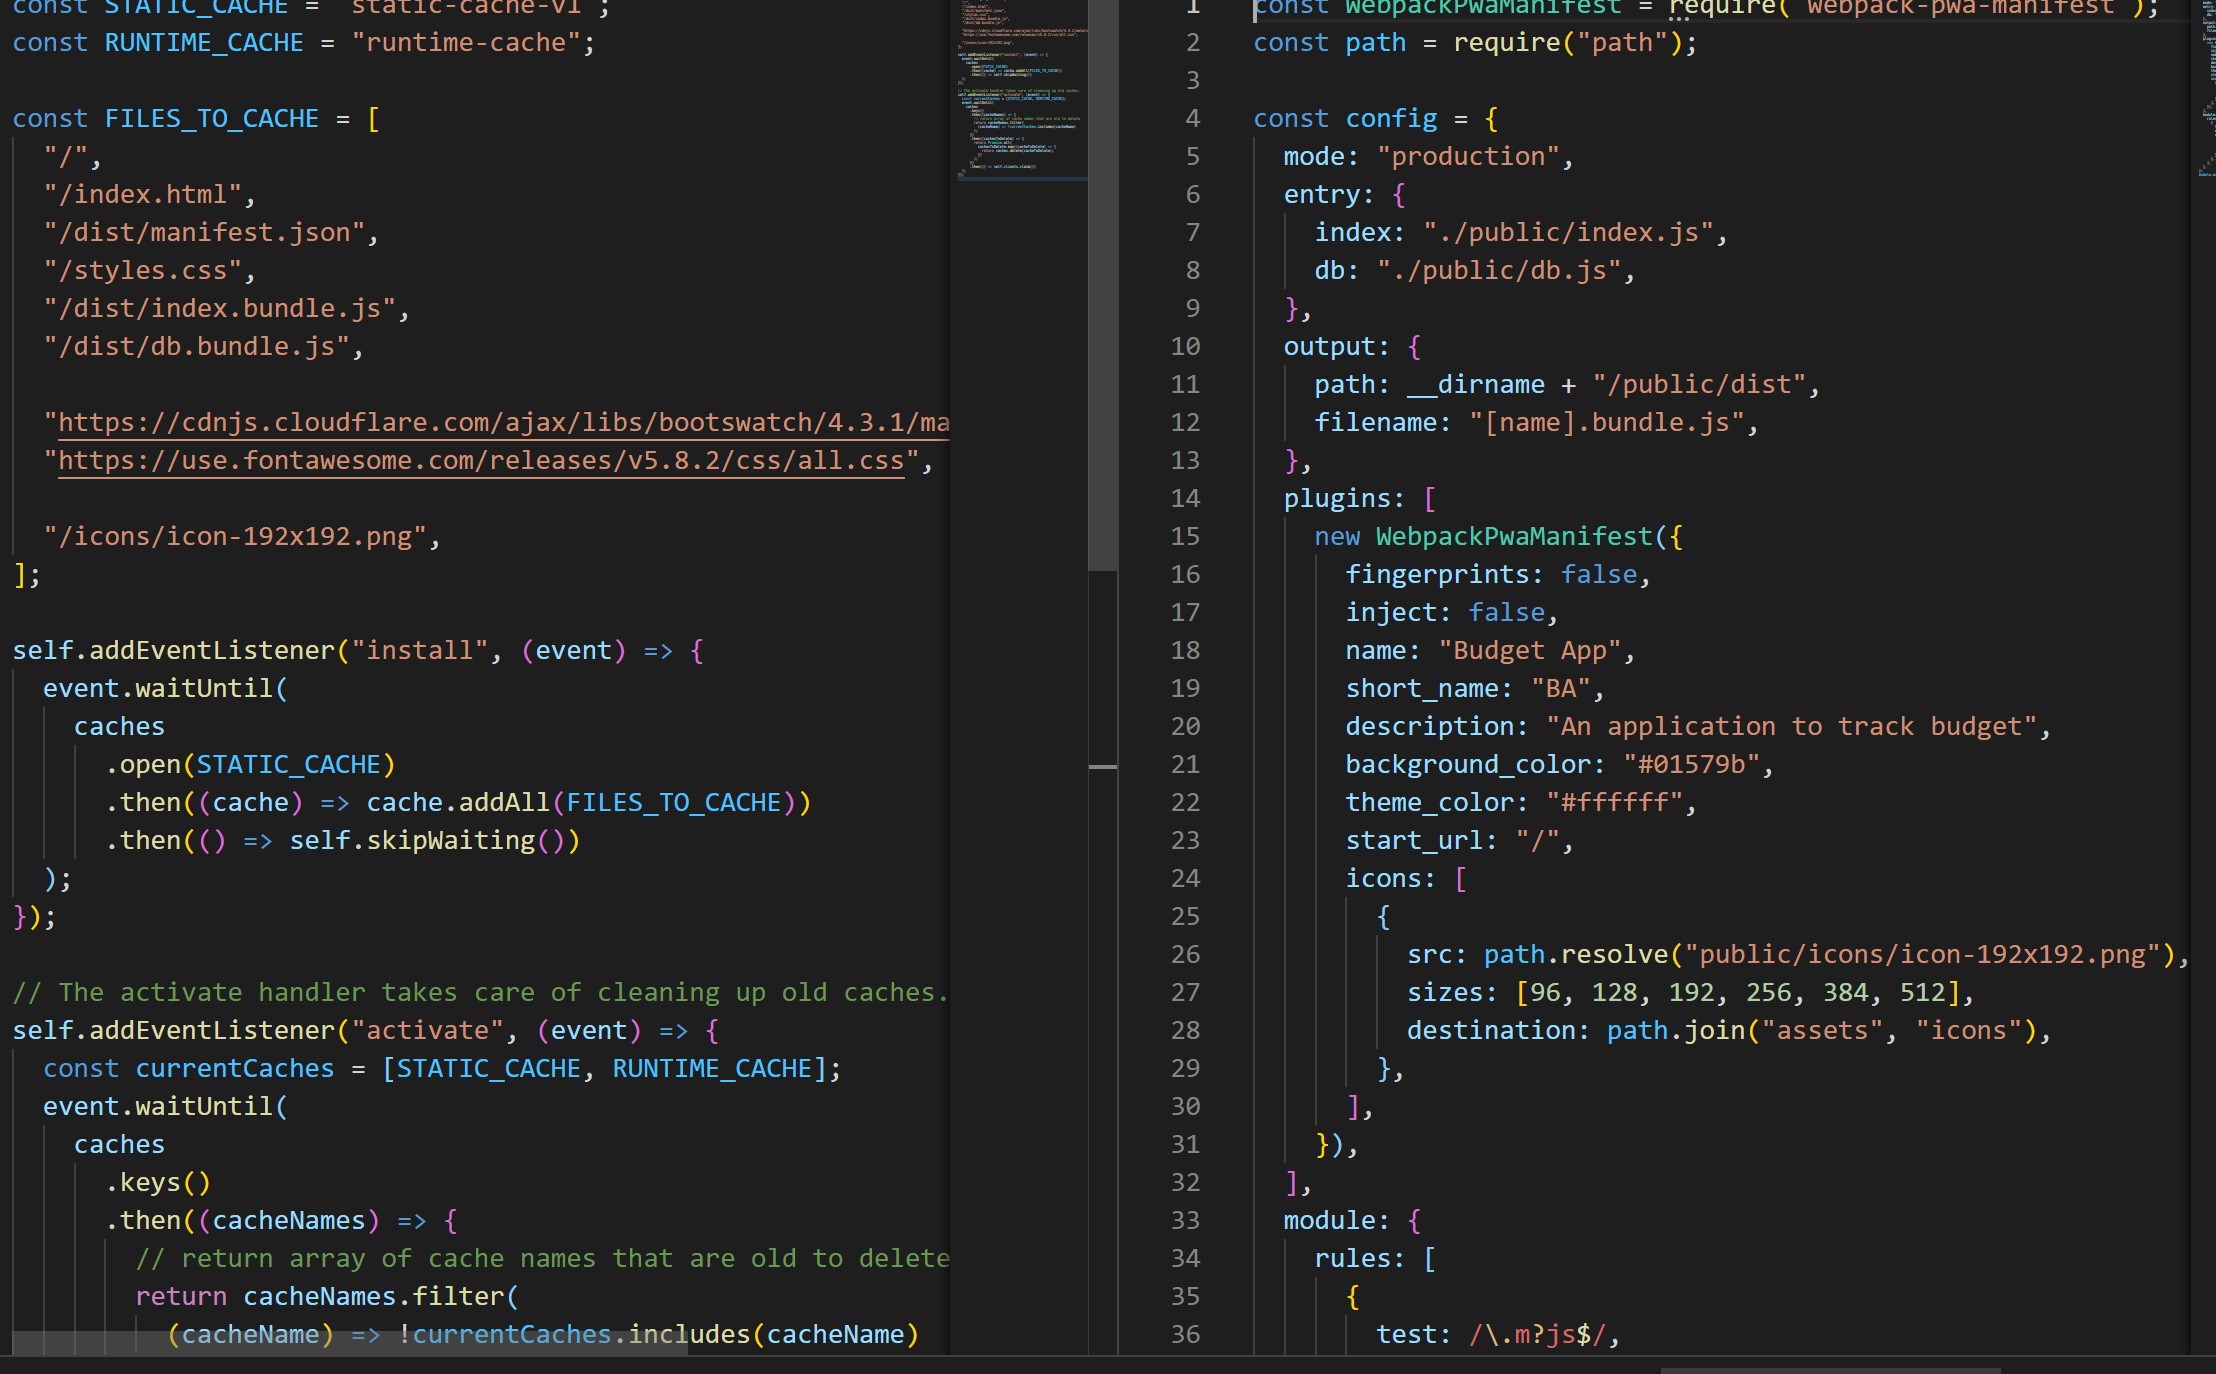 const STATIC_CACHE = "static-cache-v1";
const RUNTIME_CACHE = "runtime-cache";
const FILES_TO_CACHE = [
"/",
"/index.html",
"/dist/manifest.json",
"/styles.css",
"/dist/index.bundle.js",
"/dist/db.bundle.js",
"https://cdnjs.cloudflare.com/ajax/libs/bootswatch/4.3.1/ma
"https://use.fontawesome.com/releases/v5.8.2/css/all.css",
"/icons/icon-192x192.png",
];
self.addEventListener("install", (event) => {
event.waitUntil(
caches
.open(STATIC_CACHE)
.then((cache) => cache.addAll(FILES_TO_CACHE))
.then(() => self.skipWaiting())
);
});
// The activate handler takes care of cleaning up old caches.
self.addEventListener("activate", (event) => {
const currentCaches = [STATIC_CACHE, RUNTIME_CACHE];
event.waitUntil(
caches
.keys()
.then((cacheNames) => {
// return array of cache names that are old to delete
return cacheNames.filter(
(cacheName) => !currentCaches.includes(cacheName)
1 const WebpackPwaManifest = require("webpack-pwa-manifest");
2 const path = require("path");
3
4 const config = {
5 mode: "production",
6 entry: {
7 index: "./public/index.js",
8 db: "./public/db.js",
9 },
10 output: {
11 path: __dirname + "/public/dist",
12 filename: "[name].bundle.js",
13 },
14 plugins: [
15 new WebpackPwaManifest({
16 fingerprints: false,
17 inject: false,
18 name: "Budget App",
19 short_name: "BA",
20 description: "An application to track budget",
21 background_color: "#01579b",
22 theme_color: "#ffffff",
23 start_url: "/",
24 icons: [
25 {
26 src: path.resolve("public/icons/icon-192x192.png"),
27 sizes: [96, 128, 192, 256, 384, 512],
28 destination: path.join("assets", "icons"),
29 },
30 ],
31 }),
32 ],
33 module: {
34 rules: [
35 {
36 test: /\.m?js$/,